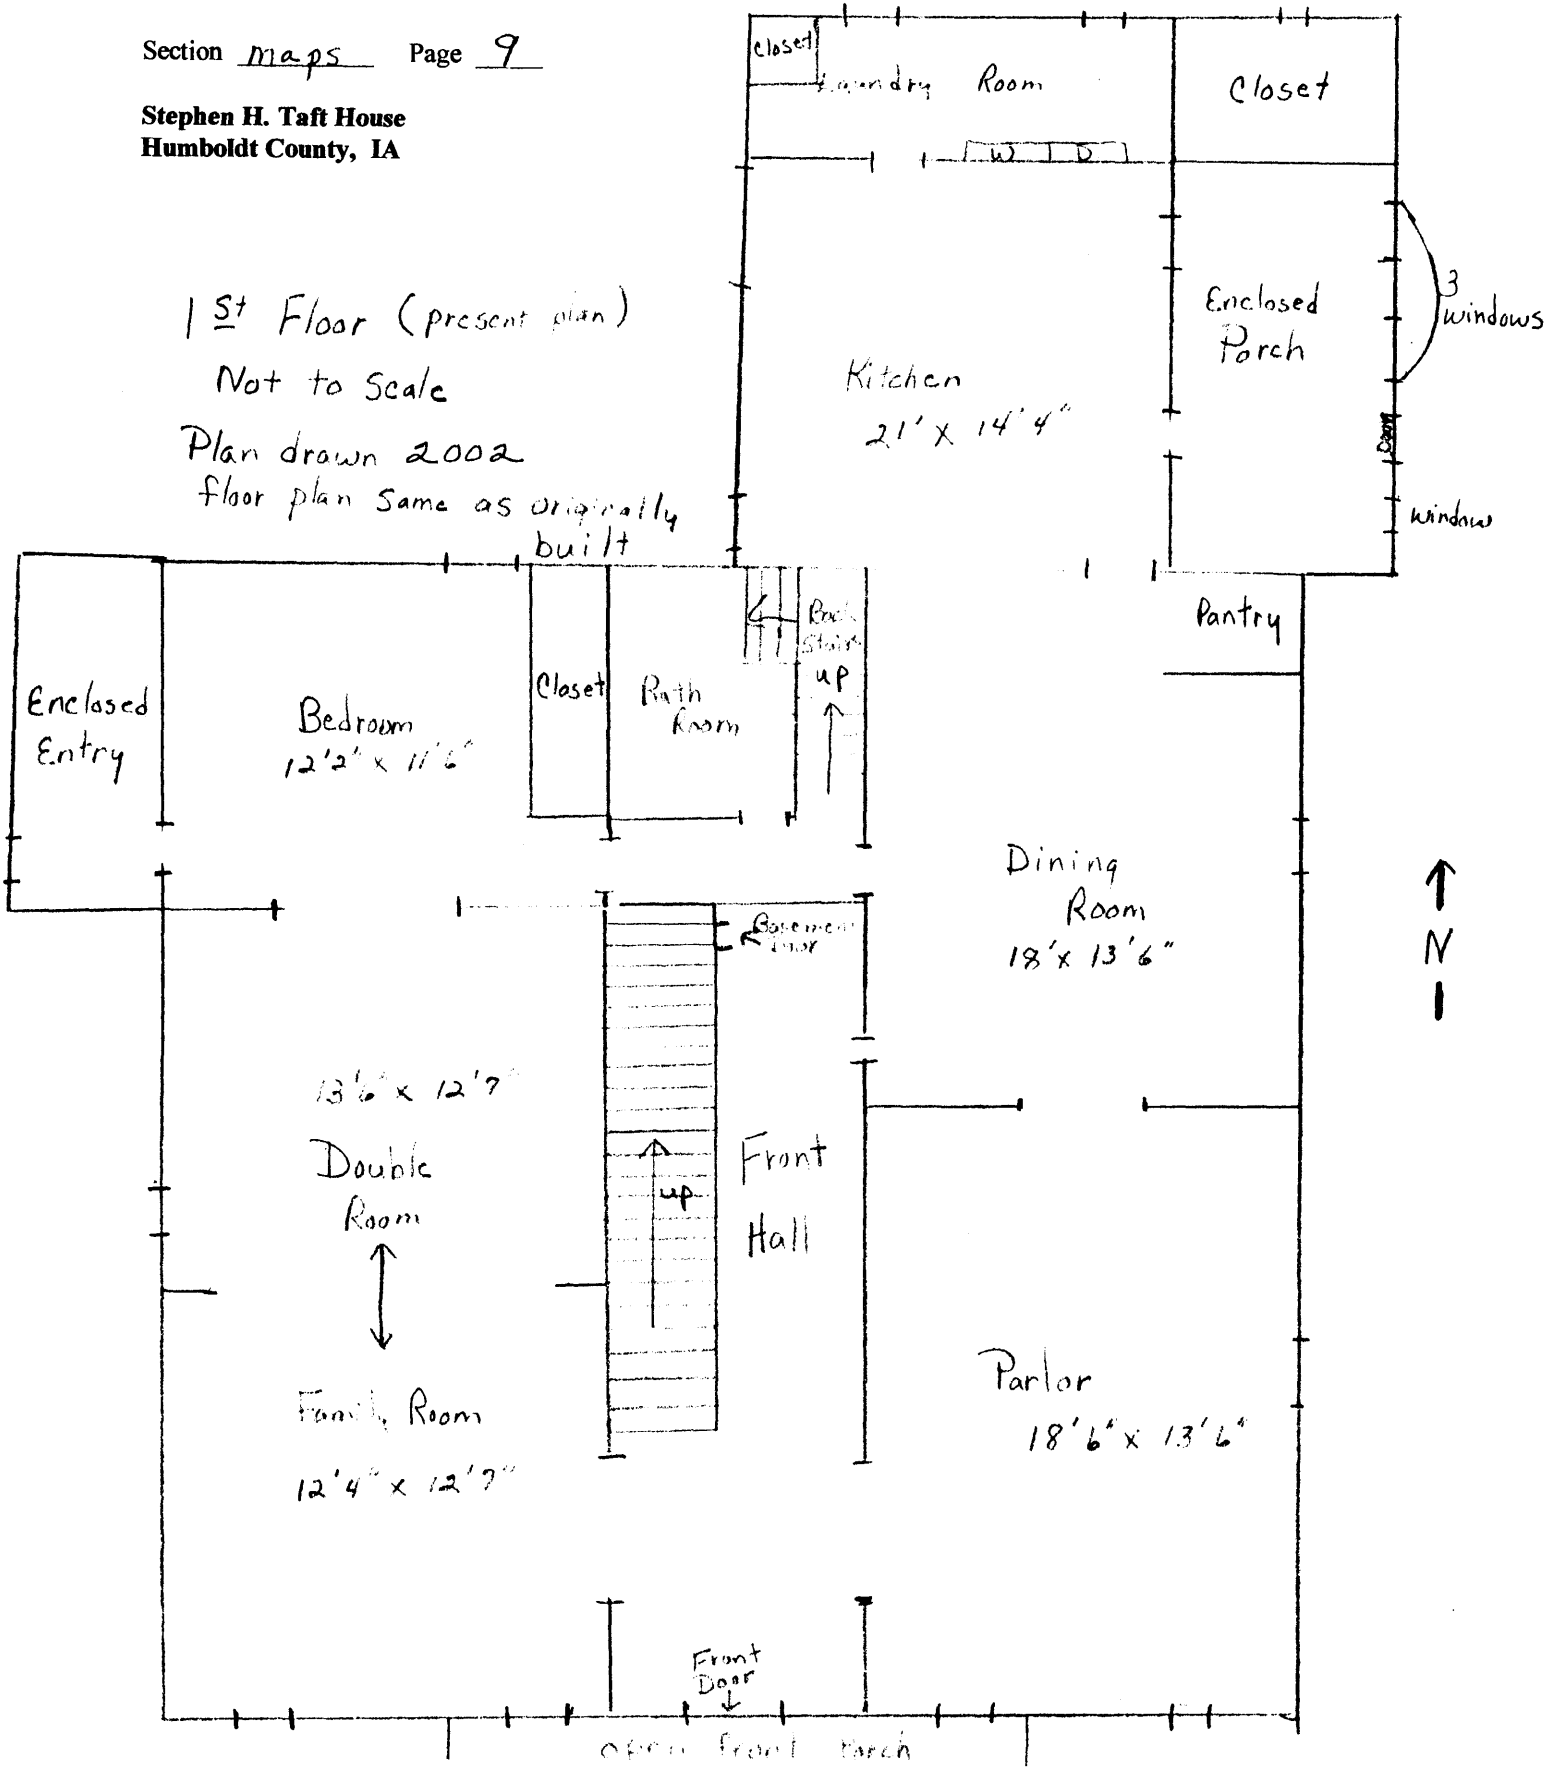 Section maps Page 9
Stephen H. Taft House
Humboldt County, IA
1st Floor (present plan)
Not to Scale
Plan drawn 2002
floor plan same as originally
built
Closet
Laundry Room
W D
Closet
Enclosed
Porch
3
windows
Door
window
Kitchen
21' x 14'4"
Pantry
Enclosed
Entry
Bedroom
12'2" x 11'6"
Closet
Bath
Room
Back
Stairs
up
Dining
Room
18' x 13'6"
N
Basement
Door
13'6" x 12'7"
Double
Room
up
Front
Hall
Family Room
12'4" x 12'7"
Parlor
18'6" x 13'6"
Front
Door
open front Porch